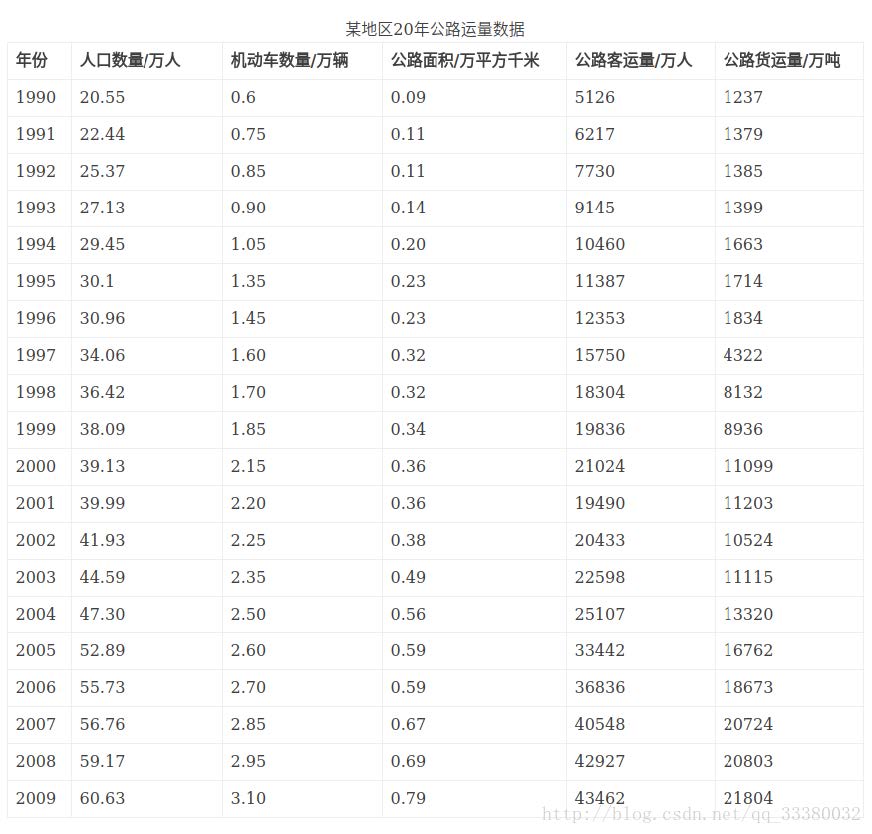 某地区20年公路运量数据
年份 人口数量/万人 机动车数量/万辆 公路面积/万平方千米 公路客运量/万人 公路货运量/万吨
1990 20.55 0.6 0.09 5126 1237
1991 22.44 0.75 0.11 6217 1379
1992 25.37 0.85 0.11 7730 1385
1993 27.13 0.90 0.14 9145 1399
1994 29.45 1.05 0.20 10460 1663
1995 30.1 1.35 0.23 11387 1714
1996 30.96 1.45 0.23 12353 1834
1997 34.06 1.60 0.32 15750 4322
1998 36.42 1.70 0.32 18304 8132
1999 38.09 1.85 0.34 19836 8936
2000 39.13 2.15 0.36 21024 11099
2001 39.99 2.20 0.36 19490 11203
2002 41.93 2.25 0.38 20433 10524
2003 44.59 2.35 0.49 22598 11115
2004 47.30 2.50 0.56 25107 13320
2005 52.89 2.60 0.59 33442 16762
2006 55.73 2.70 0.59 36836 18673
2007 56.76 2.85 0.67 40548 20724
2008 59.17 2.95 0.69 42927 20803
2009 60.63 3.10 0.79 43462 21804
http://blog.csdn.net/qq_33380032